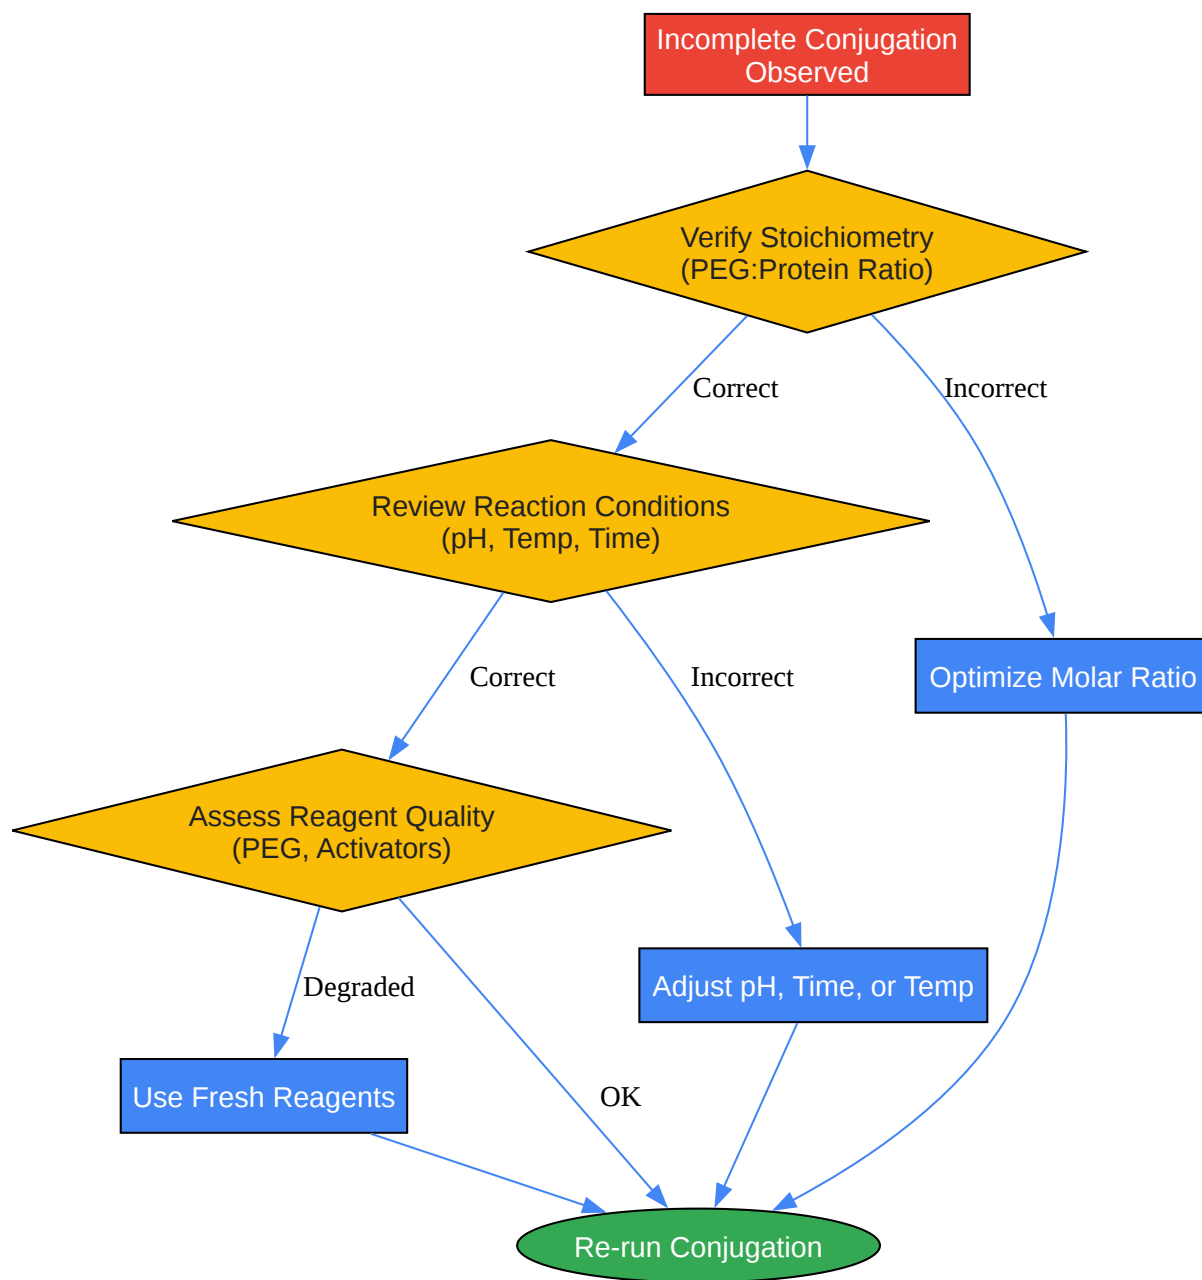 Incomplete Conjugation
Observed
Verify Stoichiometry
(PEG:Protein Ratio)
Correct
Incorrect
Review Reaction Conditions
(pH, Temp, Time)
Correct
Incorrect
Optimize Molar Ratio
Assess Reagent Quality
(PEG, Activators)
Degraded
Adjust pH, Time, or Temp
Use Fresh Reagents
OK
Re-run Conjugation